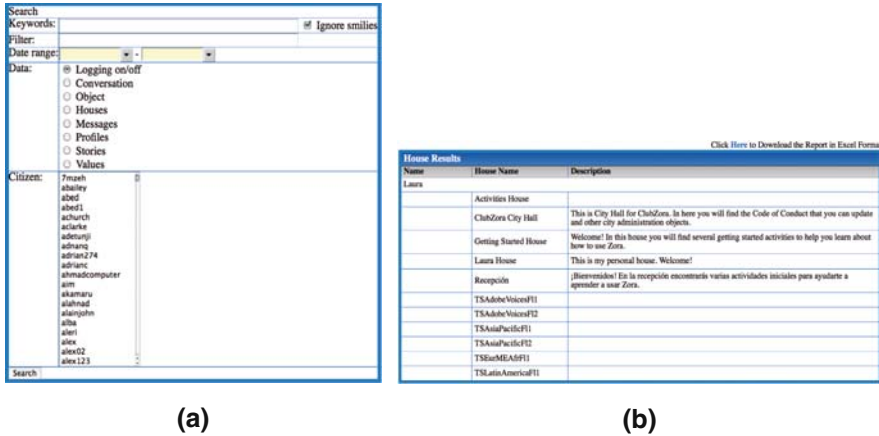 Search
Keywords: Ignore smilies
Filter:
Date range: -
Data: Logging on/off
Conversation
Object
Houses
Messages
Profiles
Stories
Values
Citizen: 7mzeh
abailey
abed
abed1
achurch
aclarke
adetunji
adnanq
adrian274
adrianc
ahmadcomputer
aim
akamaru
alahnad
alainjohn
alba
aleri
alex
alex02
alex123
Search
(a)
Click Here to Download the Report in Excel Forma
House Results
Name House Name Description
Laura
Activities House
ClubZora City Hall This is City Hall for ClubZora. In here you will find the Code of Conduct that you can update
and other city administration objects.
Getting Started House Welcome! In this house you will find several getting started activities to help you learn about
how to use Zora.
Laura House This is my personal house. Welcome!
Recepción ¡Bienvenidos! En la recepción encontrarás varias actividades iniciales para ayudarte a
aprender a usar Zora.
TSAdobeVoicesFl1
TSAdobeVoicesFl2
TSAsiaPacificFl1
TSAsiaPacificFl2
TSEurMEAfrFl1
TSLatinAmericaFl1
(b)